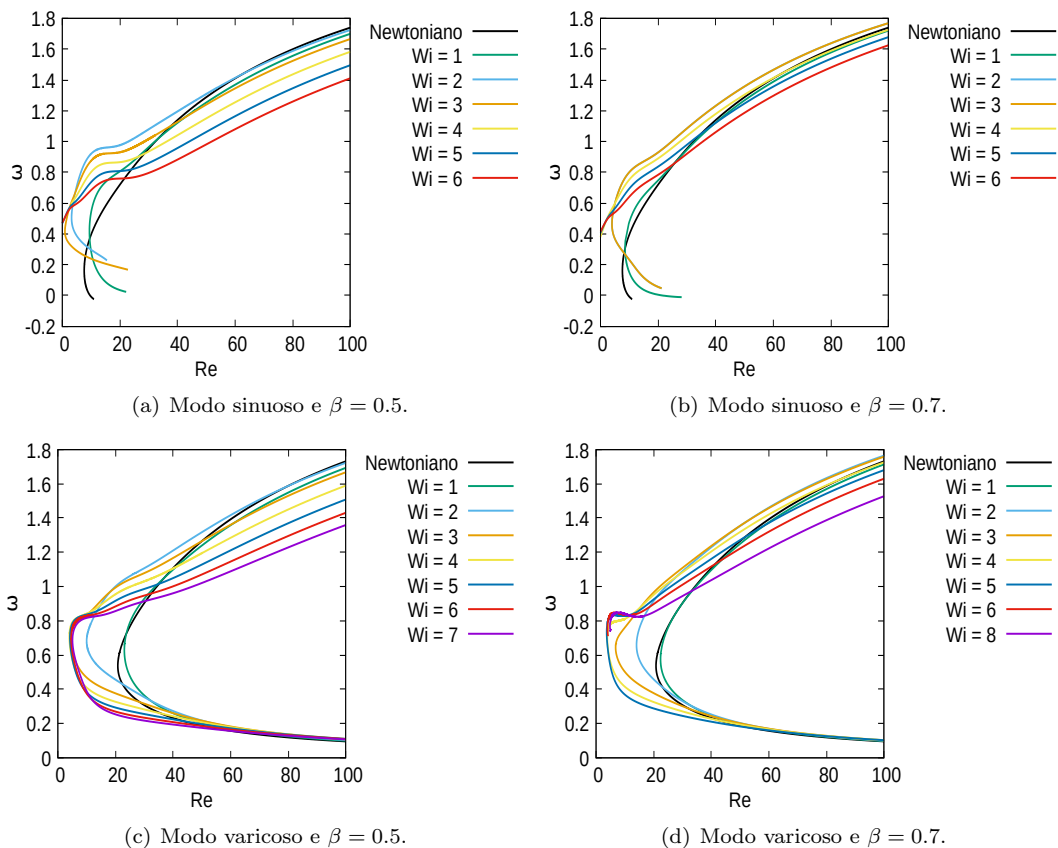 1.8
1.6
1.4
1.2
1
0.8
0.6
0.4
0.2
0
-0.2
ω
0 20 40 60 80 100
Re
Newtoniano
Wi = 1
Wi = 2
Wi = 3
Wi = 4
Wi = 5
Wi = 6
(a) Modo sinuoso e β = 0.5.
1.8
1.6
1.4
1.2
1
0.8
0.6
0.4
0.2
0
-0.2
ω
0 20 40 60 80 100
Re
Newtoniano
Wi = 1
Wi = 2
Wi = 3
Wi = 4
Wi = 5
Wi = 6
(b) Modo sinuoso e β = 0.7.
1.8
1.6
1.4
1.2
1
0.8
0.6
0.4
0.2
0
ω
0 20 40 60 80 100
Re
Newtoniano
Wi = 1
Wi = 2
Wi = 3
Wi = 4
Wi = 5
Wi = 6
Wi = 7
(c) Modo varicoso e β = 0.5.
1.8
1.6
1.4
1.2
1
0.8
0.6
0.4
0.2
0
ω
0 20 40 60 80 100
Re
Newtoniano
Wi = 1
Wi = 2
Wi = 3
Wi = 4
Wi = 5
Wi = 6
Wi = 8
(d) Modo varicoso e β = 0.7.